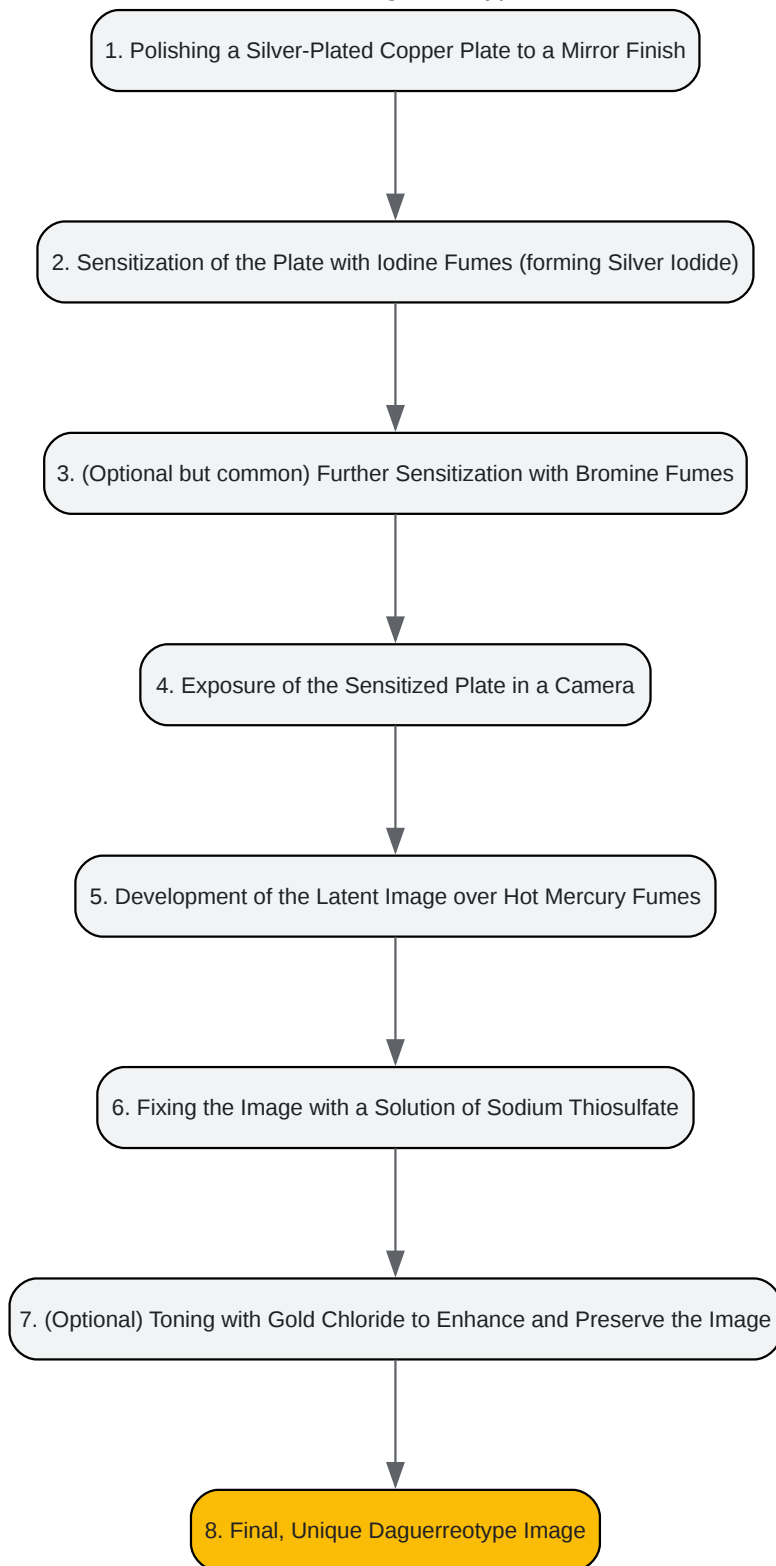 1. Polishing a Silver-Plated Copper Plate to a Mirror Finish
2. Sensitization of the Plate with Iodine Fumes (forming Silver Iodide)
3. (Optional but common) Further Sensitization with Bromine Fumes
4. Exposure of the Sensitized Plate in a Camera
5. Development of the Latent Image over Hot Mercury Fumes
6. Fixing the Image with a Solution of Sodium Thiosulfate
7. (Optional) Toning with Gold Chloride to Enhance and Preserve the Image
8. Final, Unique Daguerreotype Image